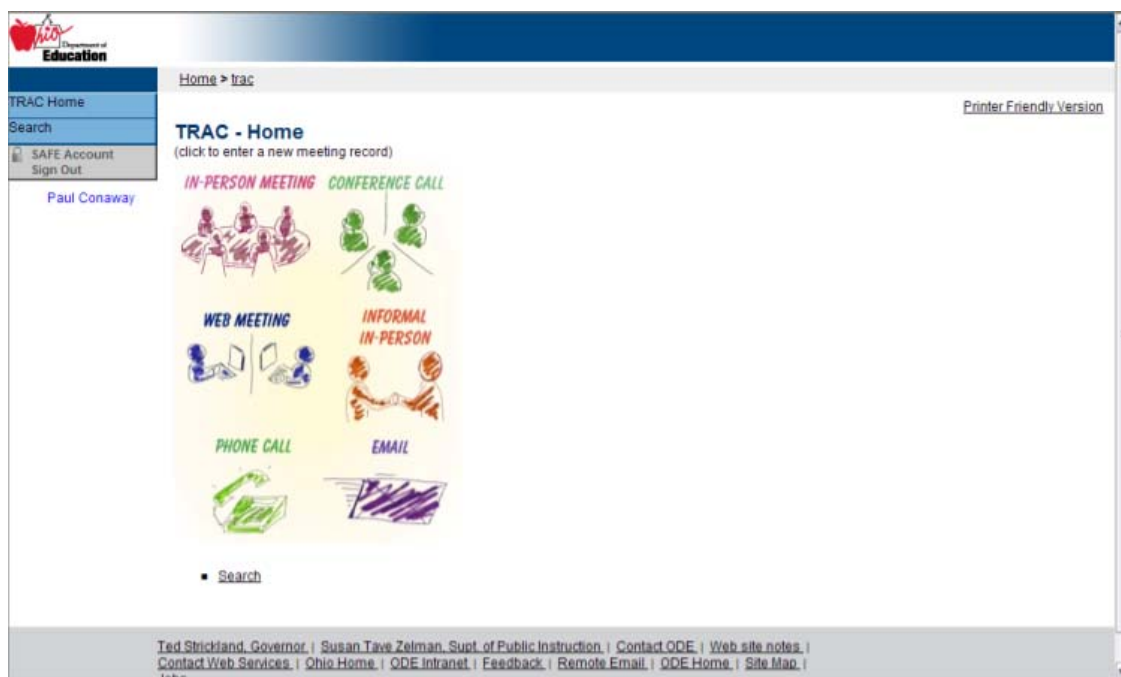 Ohio
Department of
Education
Home > trac
TRAC Home
Search
SAFE Account
Sign Out
Paul Conaway
Printer Friendly Version
TRAC - Home
(click to enter a new meeting record)
IN-PERSON MEETING
CONFERENCE CALL
WEB MEETING
INFORMAL
IN-PERSON
PHONE CALL
EMAIL
Search
Ted Strickland, Governor | Susan Tave Zelman, Supt. of Public Instruction | Contact ODE | Web site notes |
Contact Web Services | Ohio Home | ODE Intranet | Feedback | Remote Email | ODE Home | Site Map |